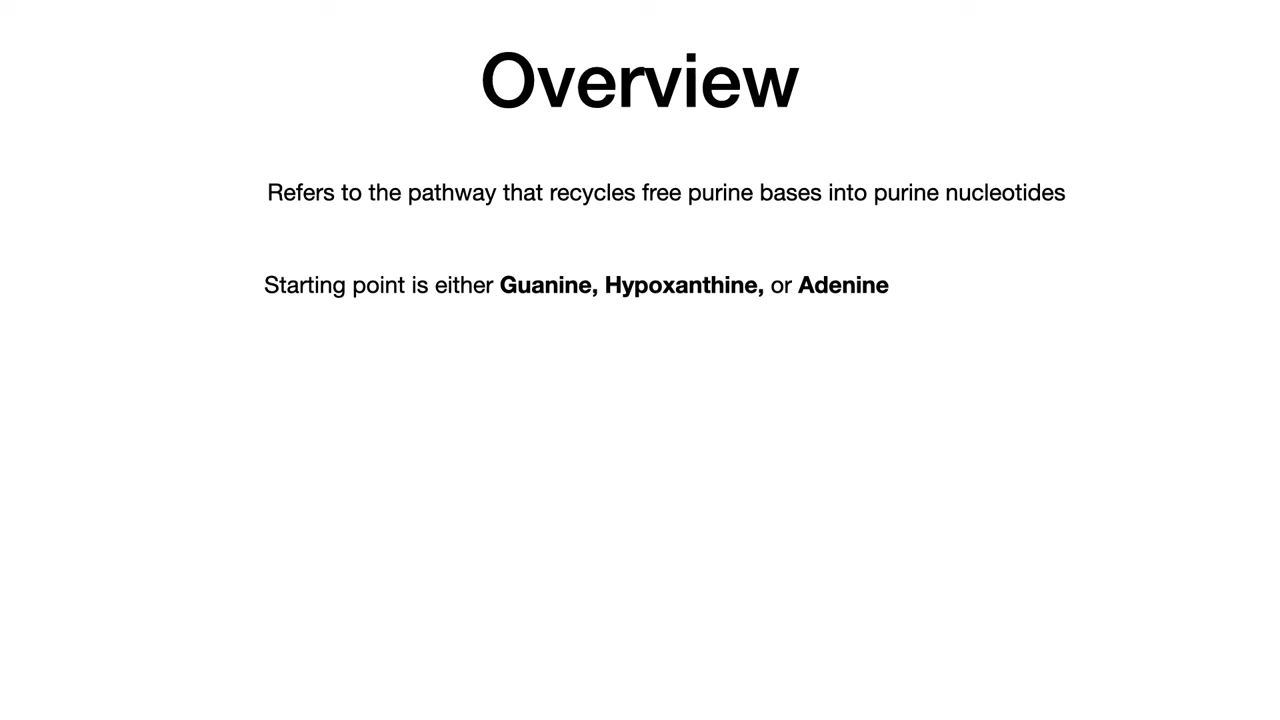 Overview
Refers to the pathway that recycles free purine bases into purine nucleotides
Starting point is either Guanine, Hypoxanthine, or Adenine